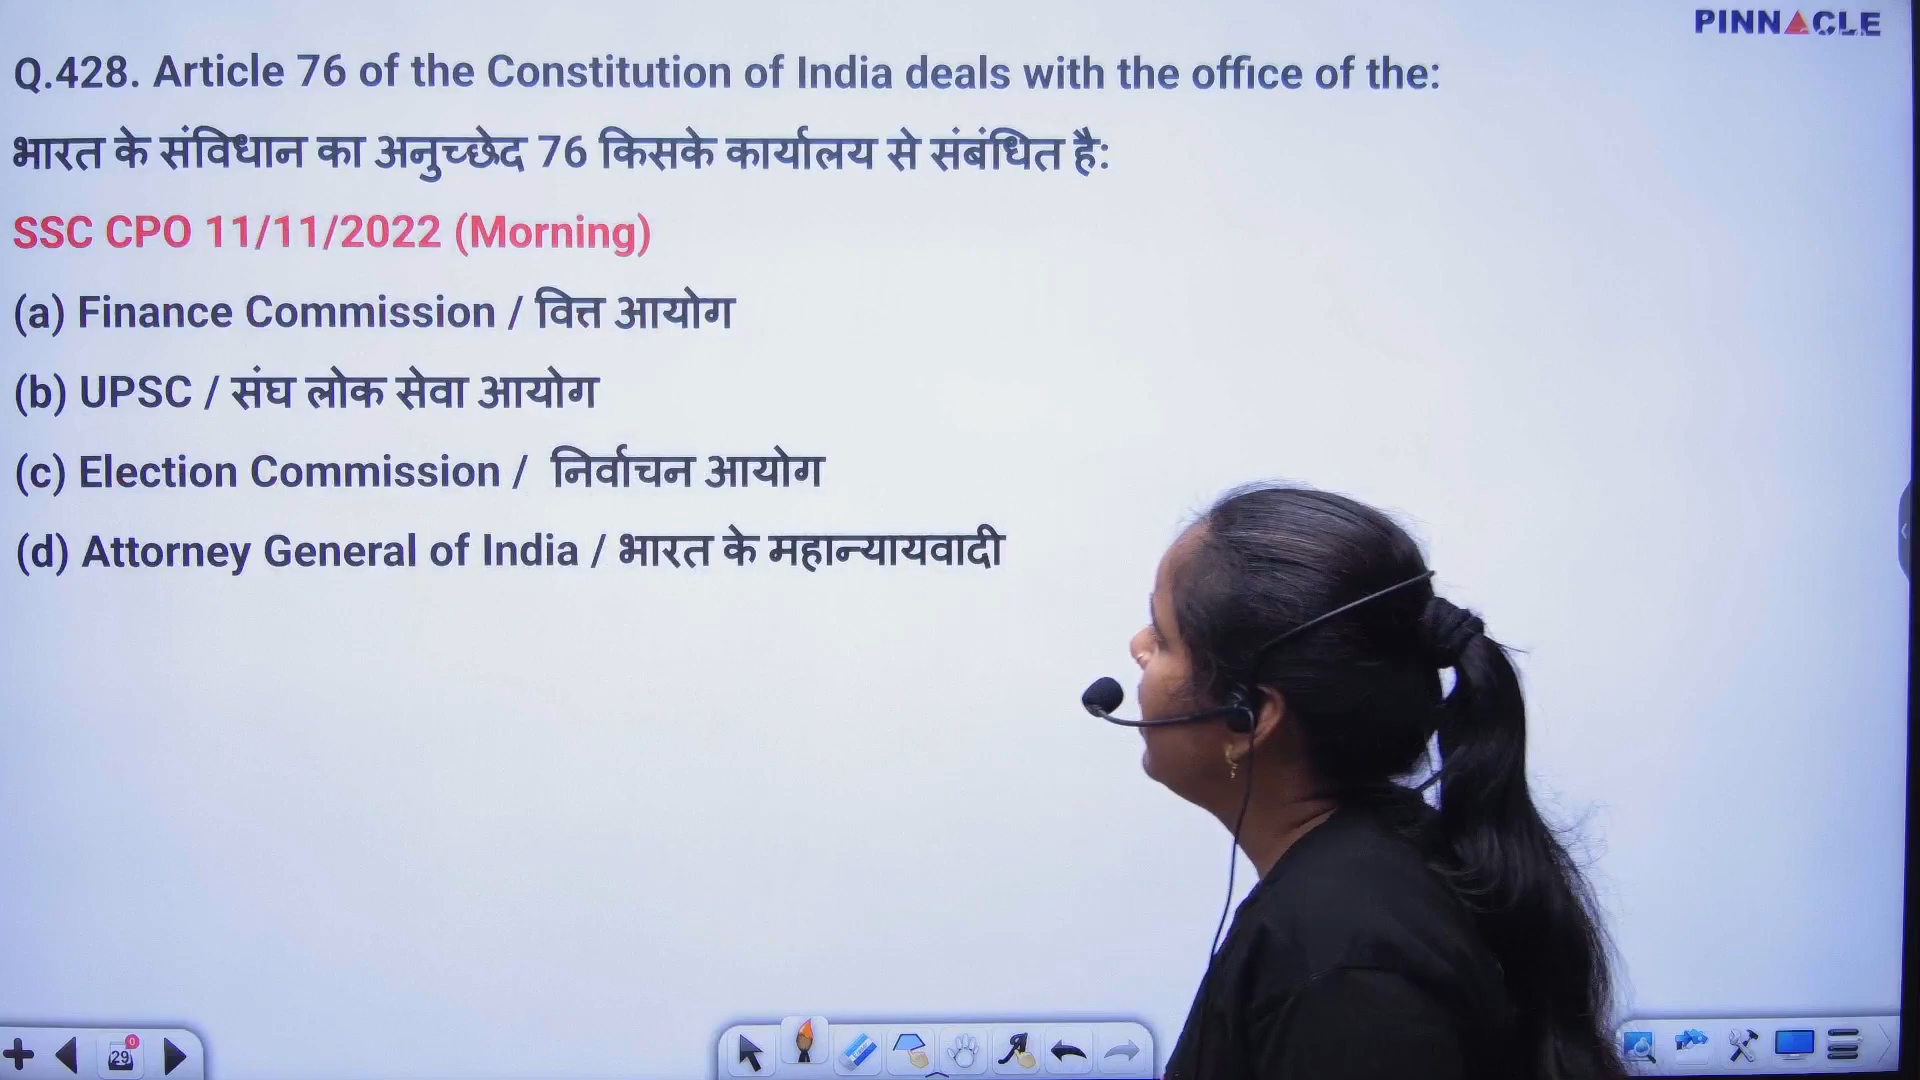 PINNACLE
Q.428. Article 76 of the Constitution of India deals with the office of the:
भारत के संविधान का अनुच्छेद 76 किसके कार्यालय से संबंधित है:
SSC CPO 11/11/2022 (Morning)
(a) Finance Commission / वित्त आयोग
(b) UPSC / संघ लोक सेवा आयोग
(c) Election Commission / निर्वाचन आयोग
(d) Attorney General of India / भारत के महान्यायवादी
29
0